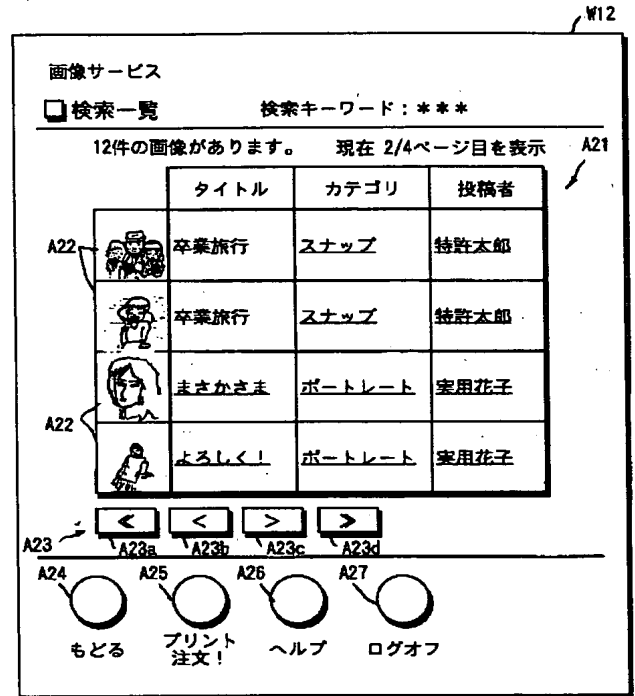 W12
画像サービス
検索一覧 検索キーワード：＊＊＊
12件の画像があります。 現在 2/4ページ目を表示 A21
タイトル カテゴリ 投稿者
A22 卒業旅行 スナップ 特許太郎
卒業旅行 スナップ 特許太郎
まさかさま ポートレート 実用花子
A22 よろしく！ ポートレート 実用花子
≪ < > ≫
A23 A23a A23b A23c A23d
A24 A25 A26 A27
もどる プリント注文！ ヘルプ ログオフ